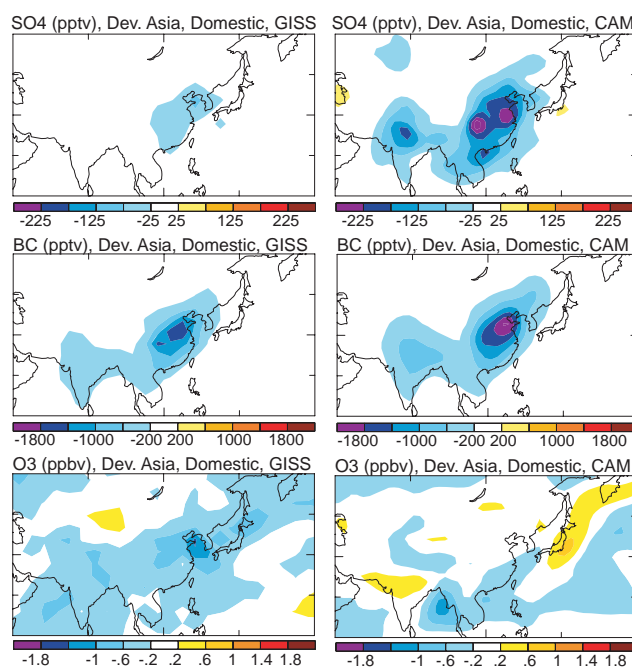 SO4 (pptv), Dev. Asia, Domestic, GISS
SO4 (pptv), Dev. Asia, Domestic, CAM
-225 -125 -25 25 125 225
-225 -125 -25 25 125 225
BC (pptv), Dev. Asia, Domestic, GISS
BC (pptv), Dev. Asia, Domestic, CAM
-1800 -1000 -200 200 1000 1800
-1800 -1000 -200 200 1000 1800
O3 (ppbv), Dev. Asia, Domestic, GISS
O3 (ppbv), Dev. Asia, Domestic, CAM
-1.8 -1 -.6 -.2 .2 .6 1 1.4 1.8
-1.8 -1 -.6 -.2 .2 .6 1 1.4 1.8